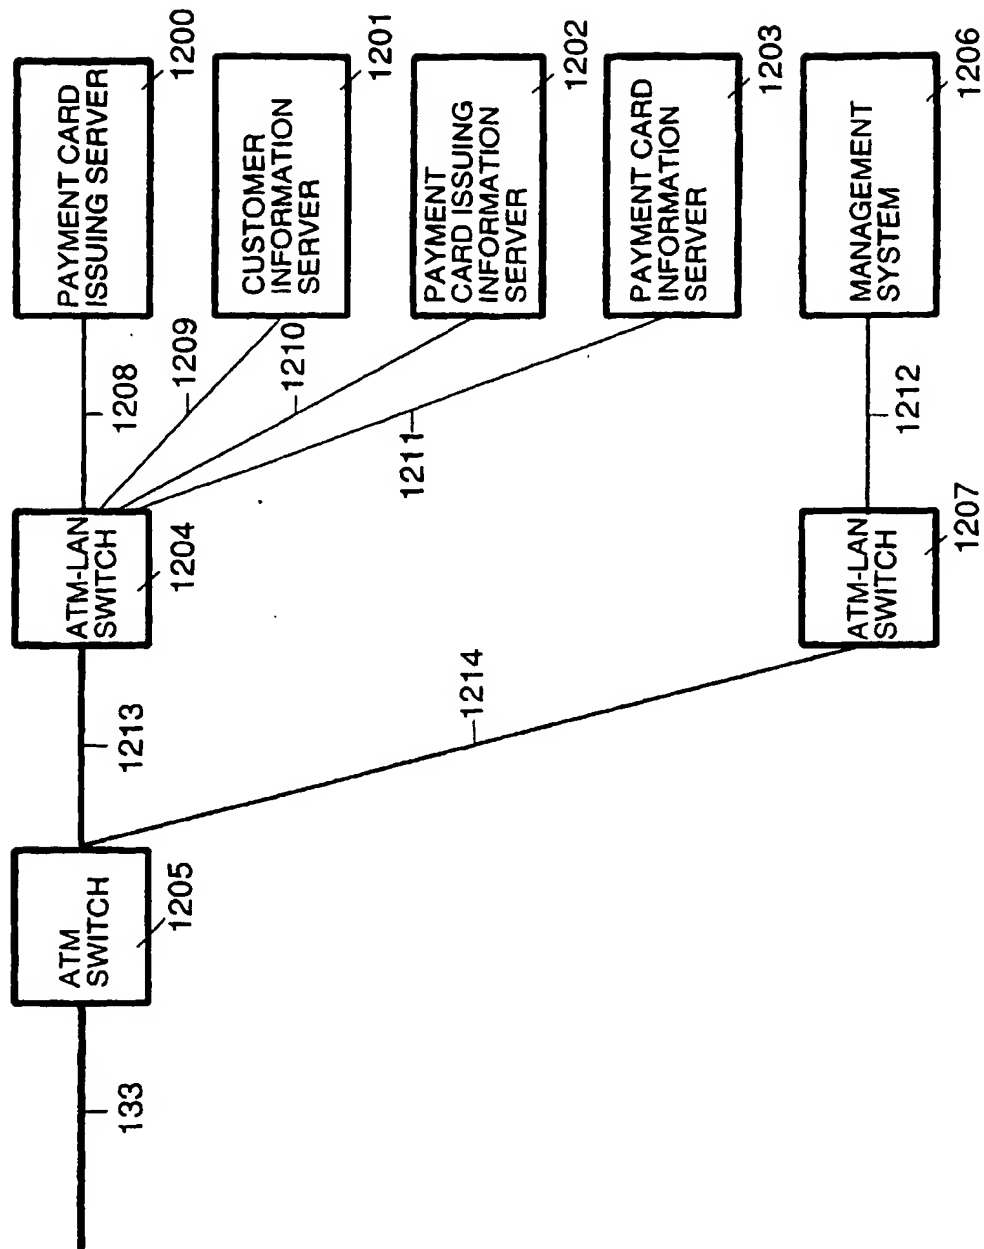 PAYMENT CARD
ISSUING SERVER
1200
CUSTOMER
INFORMATION
SERVER
1201
PAYMENT
CARD ISSUING
INFORMATION
SERVER
1202
PAYMENT CARD
INFORMATION
SERVER
1203
MANAGEMENT
SYSTEM
1206
1208
1209
1210
1211
1212
ATM-LAN
SWITCH
1204
ATM-LAN
SWITCH
1207
1213
1214
ATM
SWITCH
1205
133